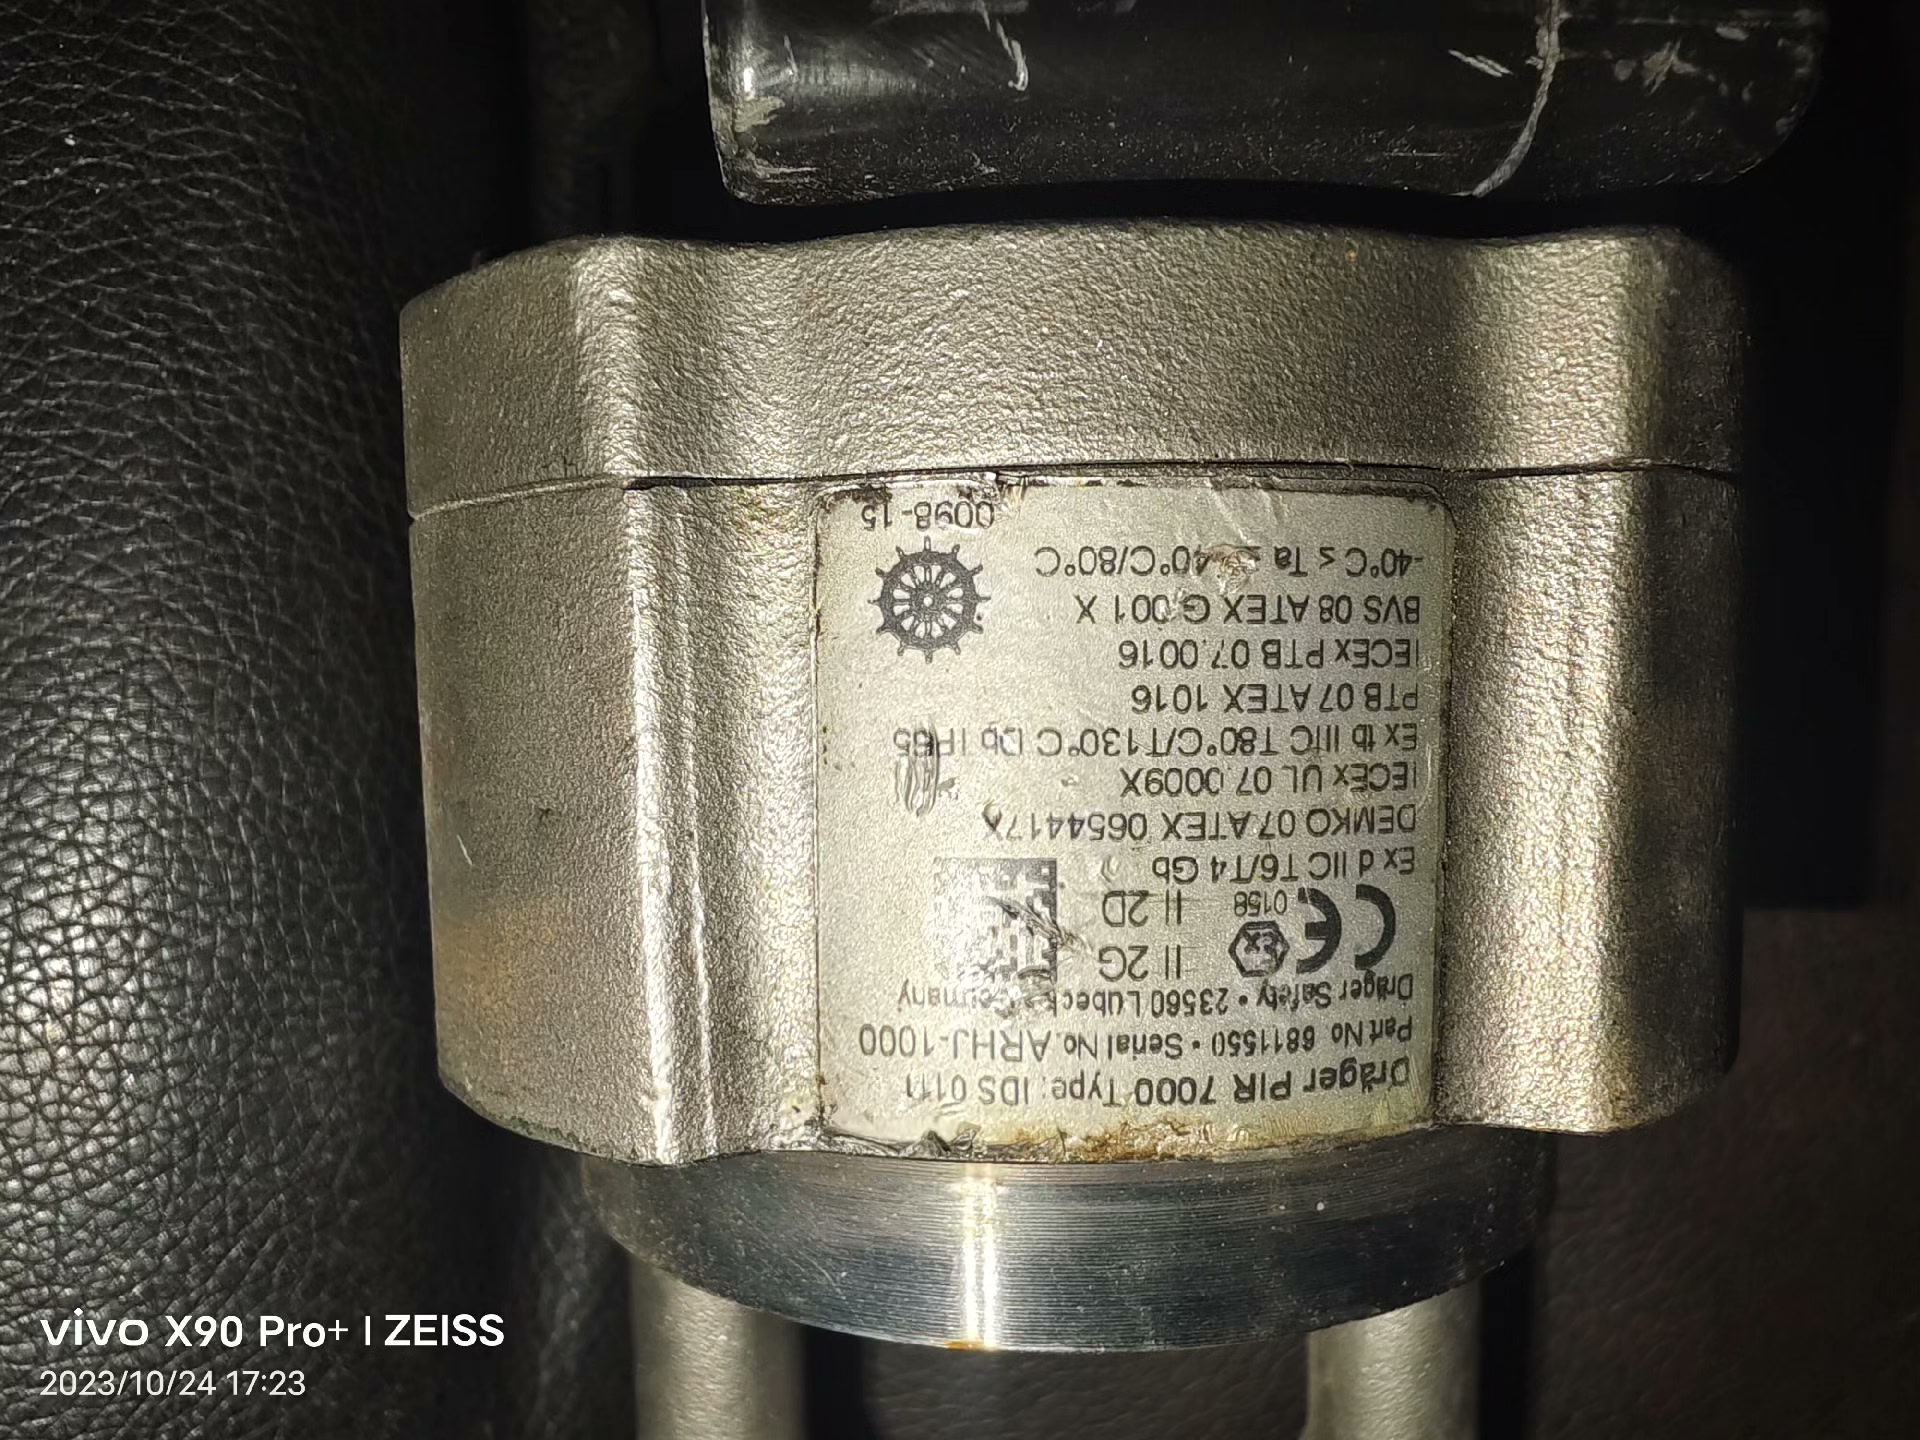 Dräger PIR 7000 Type: IDS 0111
Part No 6811550 • Serial No. ARHJ-1000
Dräger Safety • 23560 Lübeck • Germany
CE 0158 Ex II 2G
II 2D
Ex d IIC T6/T4 Gb
DEMKO 07 ATEX 0654417X
IECEx UL 07.0009X
Ex tb IIIC T80°C/T130°C Db IP65
PTB 07 ATEX 1016
IECEx PTB 07.0016
BVS 08 ATEX G 001 X
-40°C ≤ Ta ≤ 40°C/80°C
0098-15
vivo X90 Pro+ | ZEISS
2023/10/24 17:23